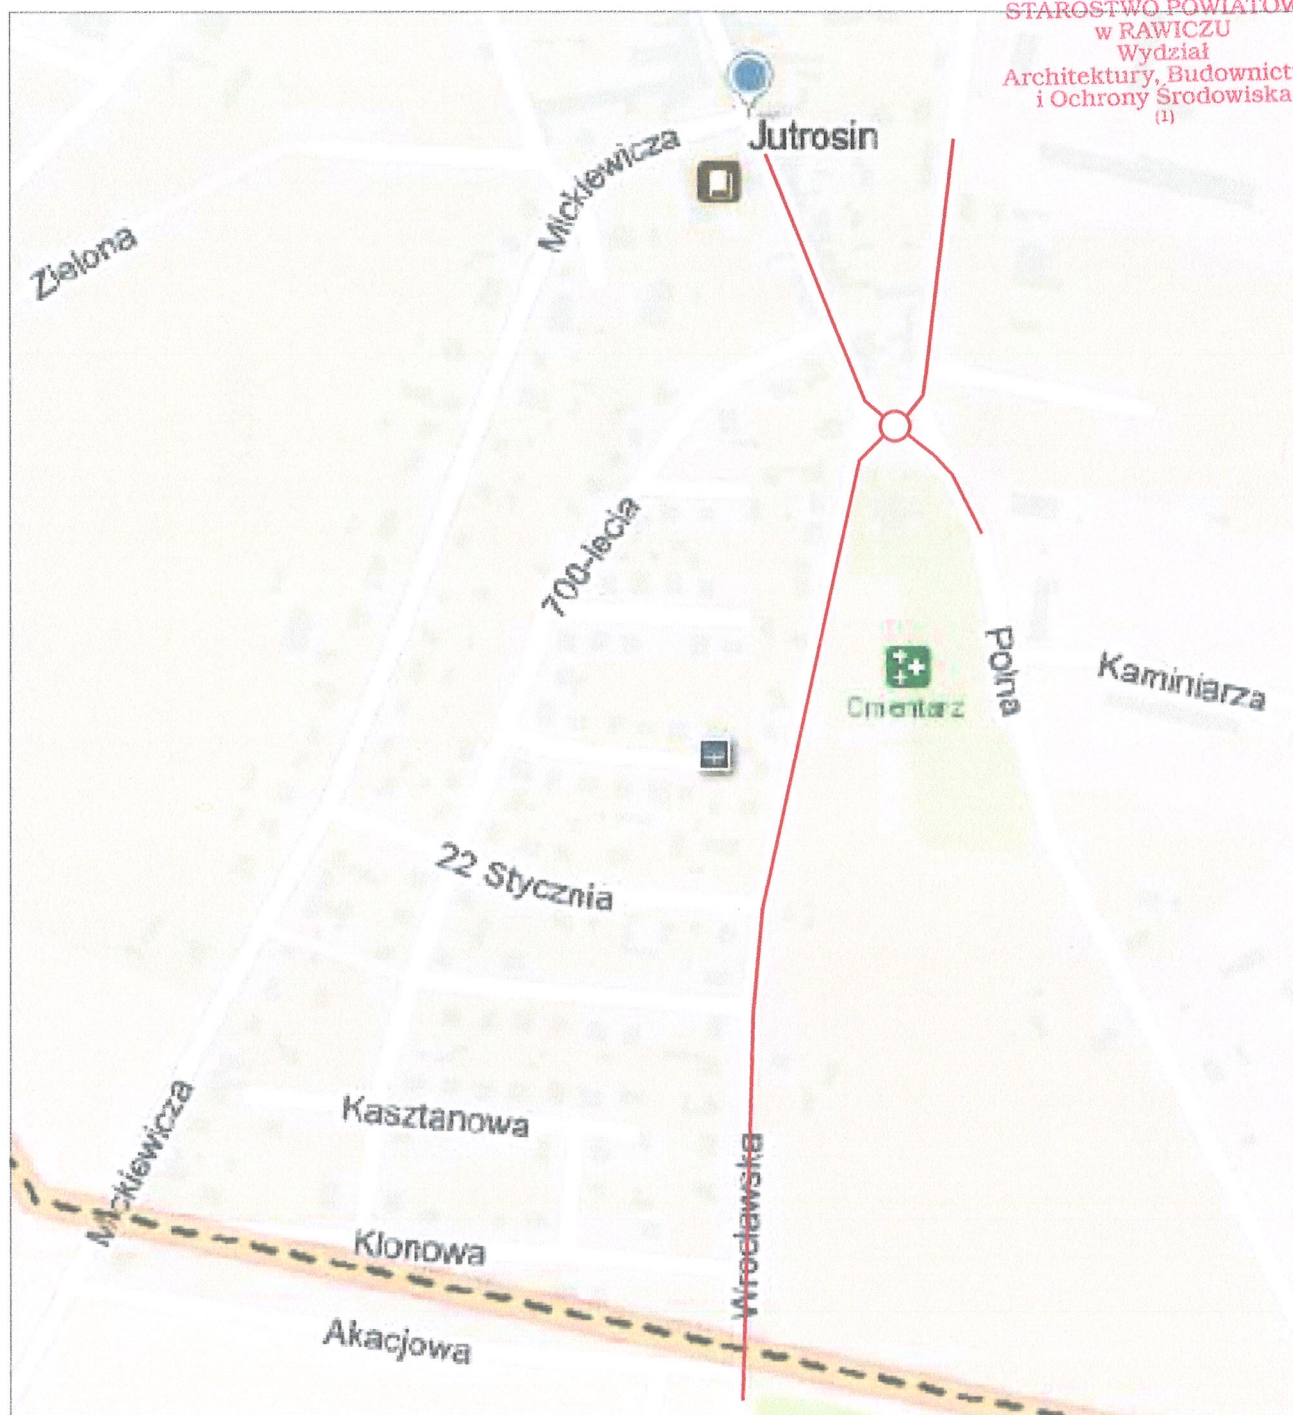 STAROSTWO POWIATOW
w RAWICZU
Wydział
Architektury, Budownict
i Ochrony Środowiska
(1)
Jutrosin
Mickiewicza
Zielona
700-lecia
Polna
Kaminiarza
Cmentarz
22 Stycznia
Kasztanowa
Mickiewicza
Wrocławska
Klonowa
Akacjowa